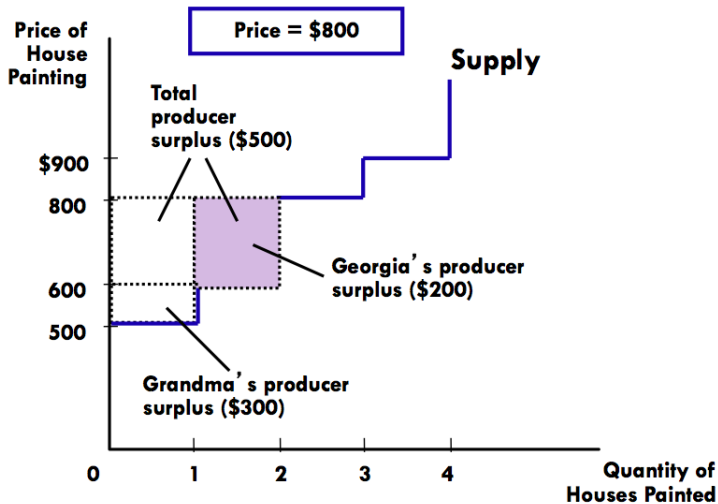 Price of
House
Painting
Price = $800
Supply
Total
producer
surplus ($500)
$900
800
600
500
Georgia's producer
surplus ($200)
Grandma's producer
surplus ($300)
0
1
2
3
4
Quantity of
Houses Painted